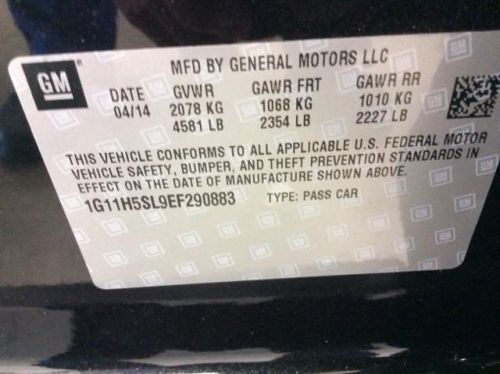 GM
MFD BY GENERAL MOTORS LLC
DATE GVWR GAWR FRT GAWR RR
04/14 2078 KG 1068 KG 1010 KG
4581 LB 2354 LB 2227 LB
THIS VEHICLE CONFORMS TO ALL APPLICABLE U.S. FEDERAL MOTOR
VEHICLE SAFETY, BUMPER, AND THEFT PREVENTION STANDARDS IN
EFFECT ON THE DATE OF MANUFACTURE SHOWN ABOVE.
1G11H5SL9EF290883 TYPE: PASS CAR